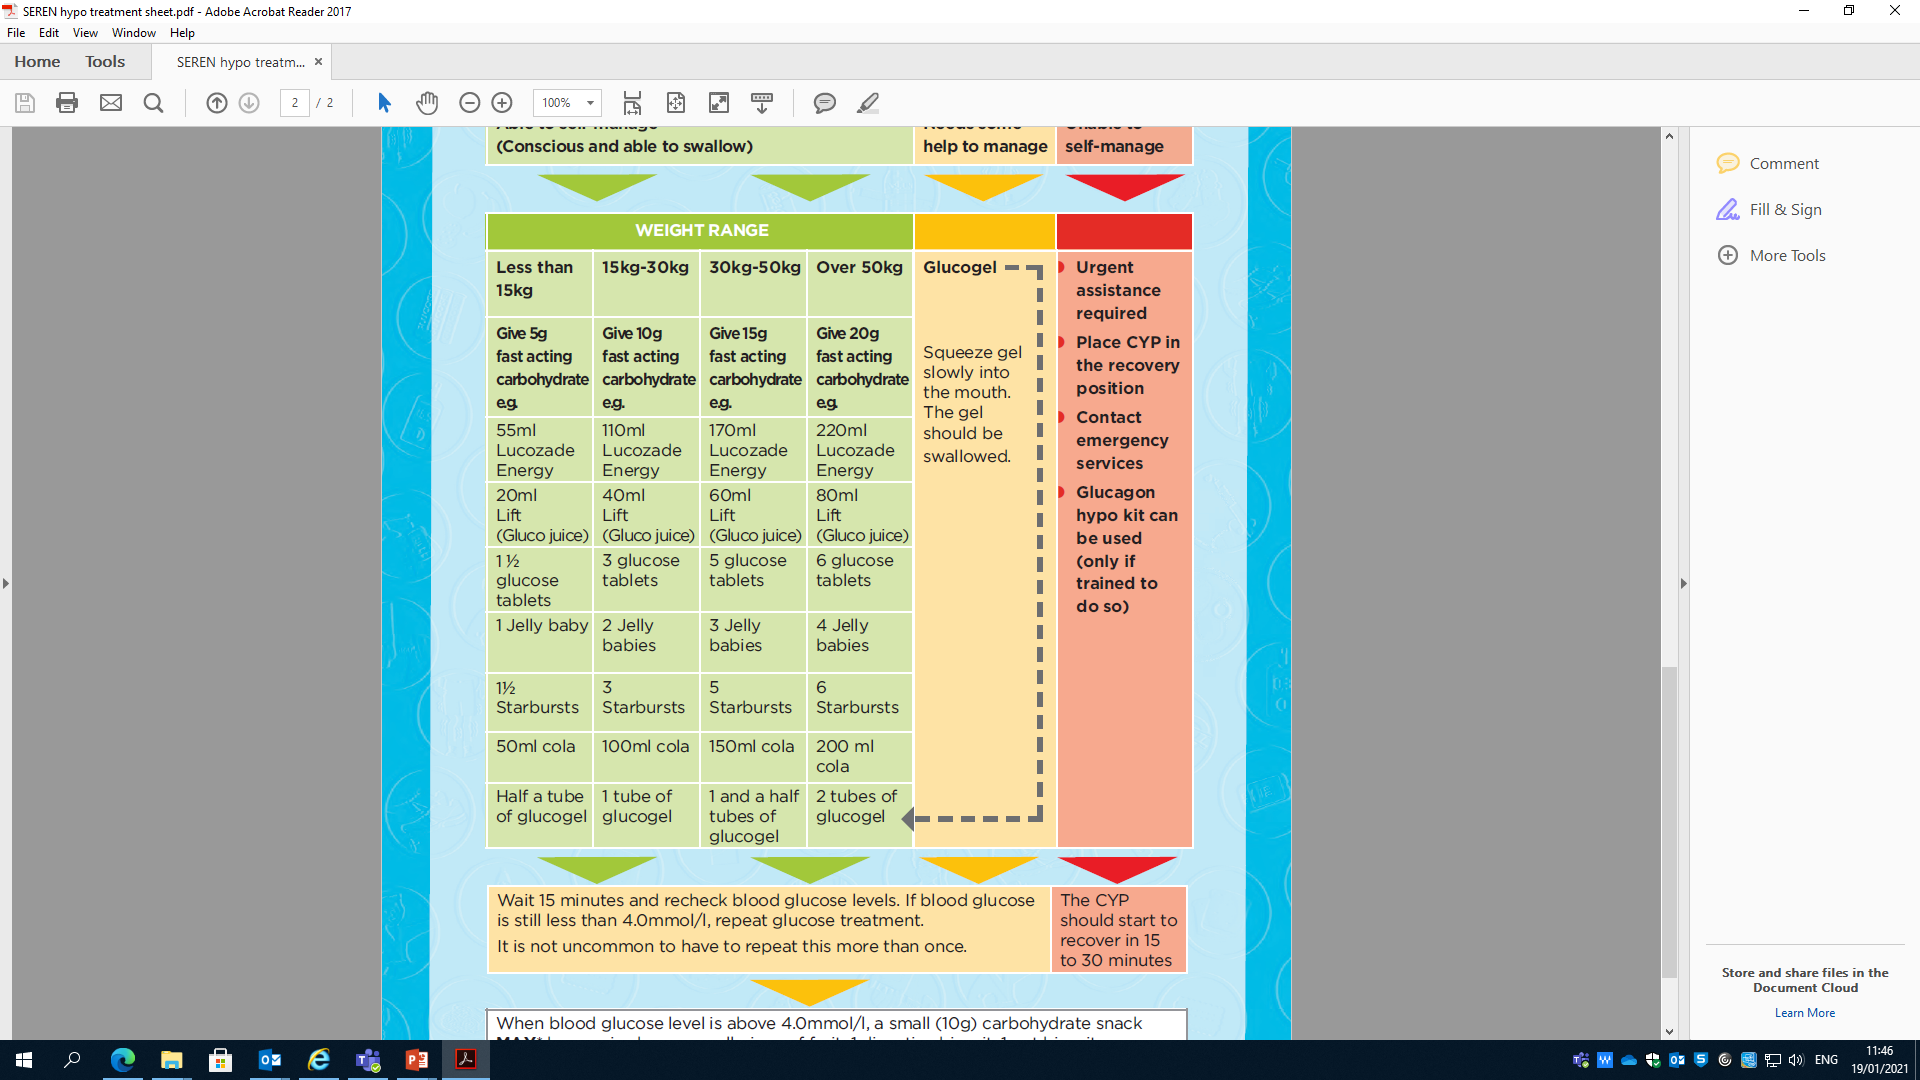 SEREN hypo treatment sheet.pdf - Adobe Acrobat Reader 2017
File Edit View Window Help
Home Tools SEREN hypo treatm... ×
2 / 2 100%
Able to self-manage
(Conscious and able to swallow)
Needs some
help to manage
Unable to
self-manage
WEIGHT RANGE
Less than
15kg
15kg-30kg
30kg-50kg
Over 50kg
Give 5g
fast acting
carbohydrate
e.g.
Give 10g
fast acting
carbohydrate
e.g.
Give 15g
fast acting
carbohydrate
e.g.
Give 20g
fast acting
carbohydrate
e.g.
55ml
Lucozade
Energy
110ml
Lucozade
Energy
170ml
Lucozade
Energy
220ml
Lucozade
Energy
20ml
Lift
(Gluco juice)
40ml
Lift
(Gluco juice)
60ml
Lift
(Gluco juice)
80ml
Lift
(Gluco juice)
1 ½
glucose
tablets
3 glucose
tablets
5 glucose
tablets
6 glucose
tablets
1 Jelly baby
2 Jelly
babies
3 Jelly
babies
4 Jelly
babies
1½
Starbursts
3
Starbursts
5
Starbursts
6
Starbursts
50ml cola
100ml cola
150ml cola
200 ml
cola
Half a tube
of glucogel
1 tube of
glucogel
1 and a half
tubes of
glucogel
2 tubes of
glucogel
Glucogel
Squeeze gel
slowly into
the mouth.
The gel
should be
swallowed.
Urgent
assistance
required
Place CYP in
the recovery
position
Contact
emergency
services
Glucagon
hypo kit can
be used
(only if
trained to
do so)
Wait 15 minutes and recheck blood glucose levels. If blood glucose
is still less than 4.0mmol/l, repeat glucose treatment.
It is not uncommon to have to repeat this more than once.
The CYP
should start to
recover in 15
to 30 minutes
When blood glucose level is above 4.0mmol/l, a small (10g) carbohydrate snack
MAX*
Comment
Fill & Sign
More Tools
Store and share files in the
Document Cloud
Learn More
ENG
11:46
19/01/2021